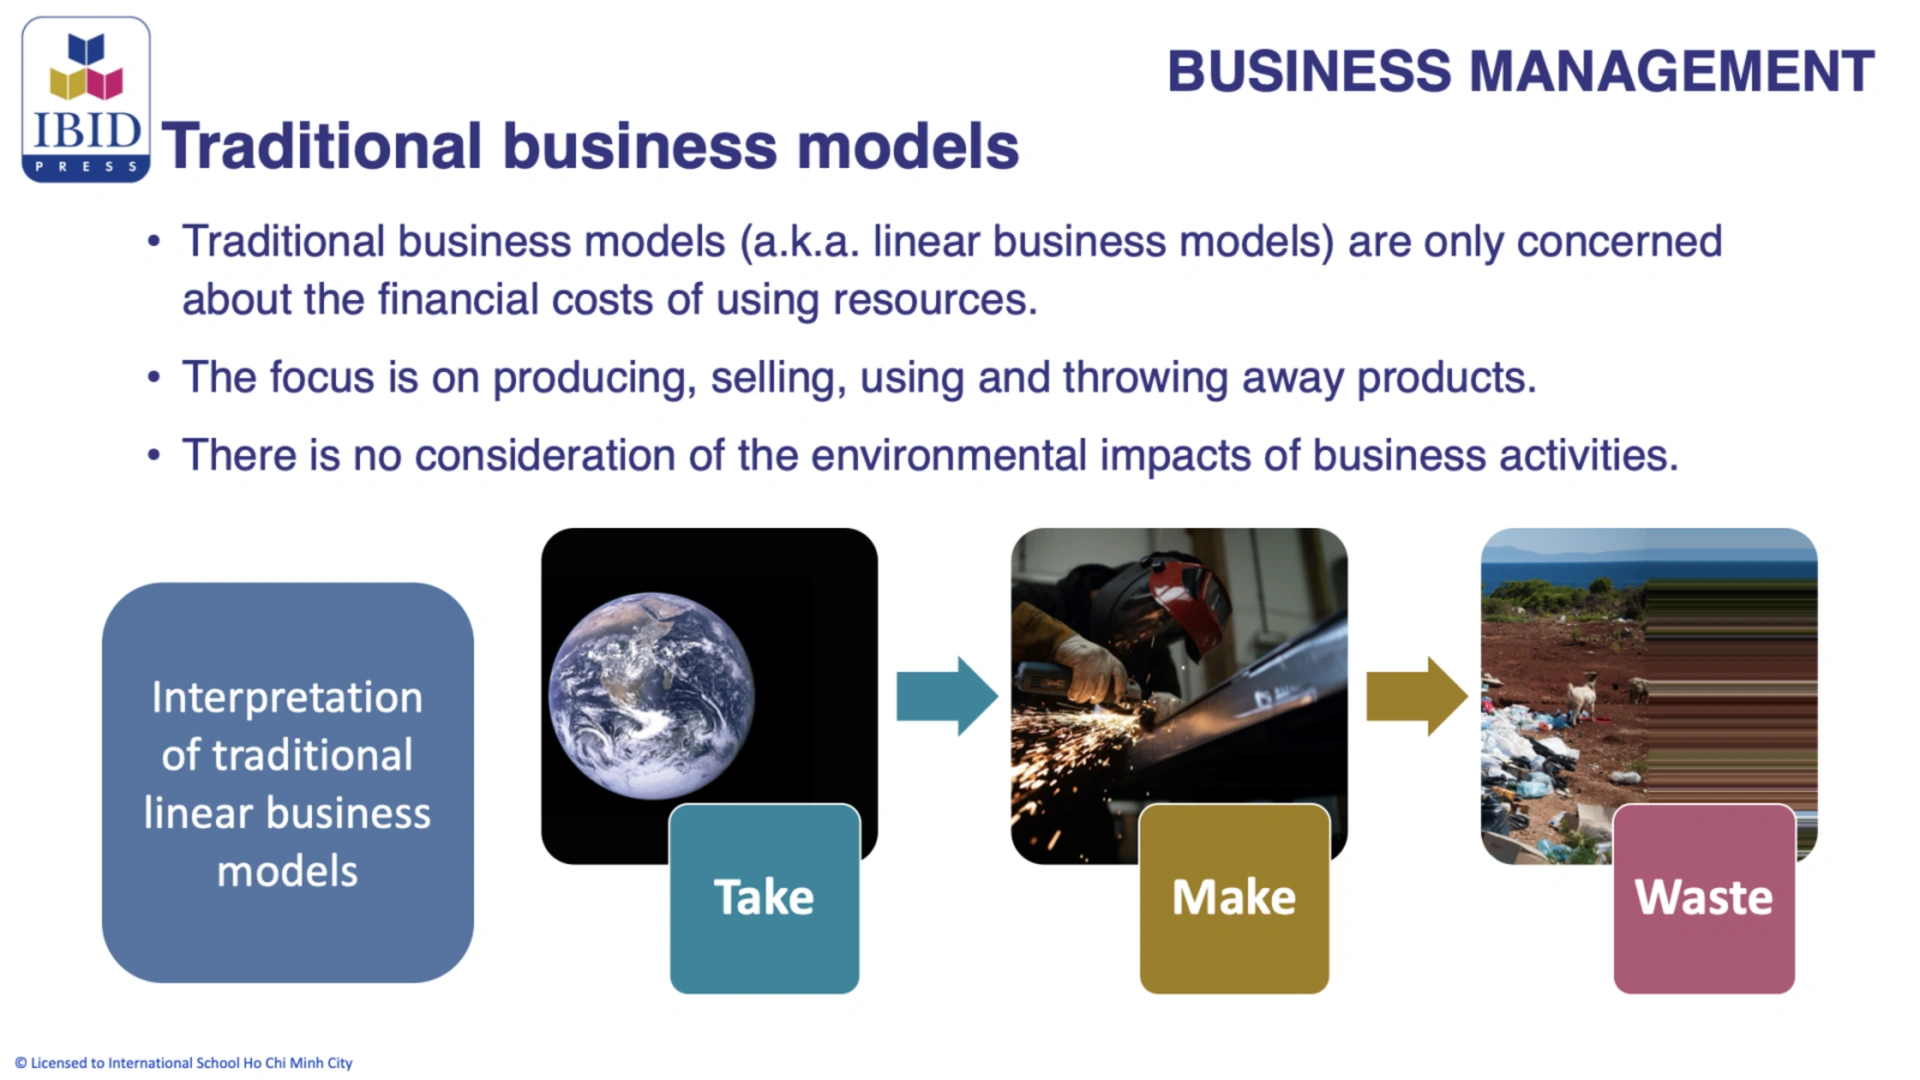 BUSINESS MANAGEMENT
IBID
PRESS
Traditional business models
• Traditional business models (a.k.a. linear business models) are only concerned
about the financial costs of using resources.
• The focus is on producing, selling, using and throwing away products.
• There is no consideration of the environmental impacts of business activities.
Interpretation
of traditional
linear business
models
Take
Make
Waste
© Licensed to International School Ho Chi Minh City